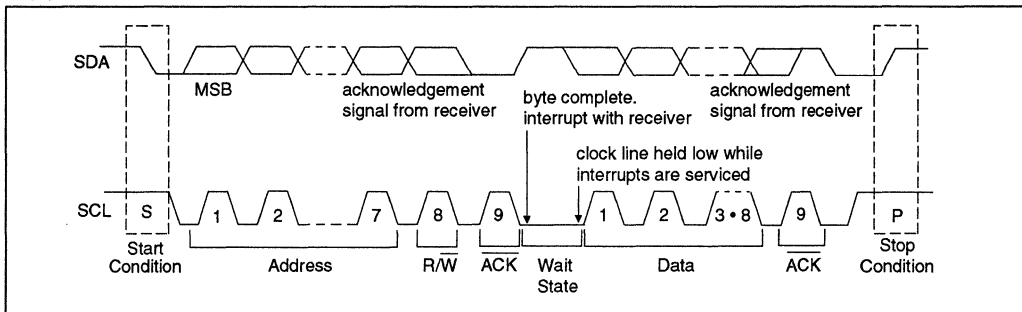 SDA
MSB
acknowledgement
signal from receiver
byte complete.
interrupt with receiver
acknowledgement
signal from receiver
clock line held low while
interrupts are serviced
SCL
S
1
2
7
8
9
1
2
3 • 8
9
P
Start
Condition
Address
R/W̅
A̅C̅K̅
Wait
State
Data
A̅C̅K̅
Stop
Condition